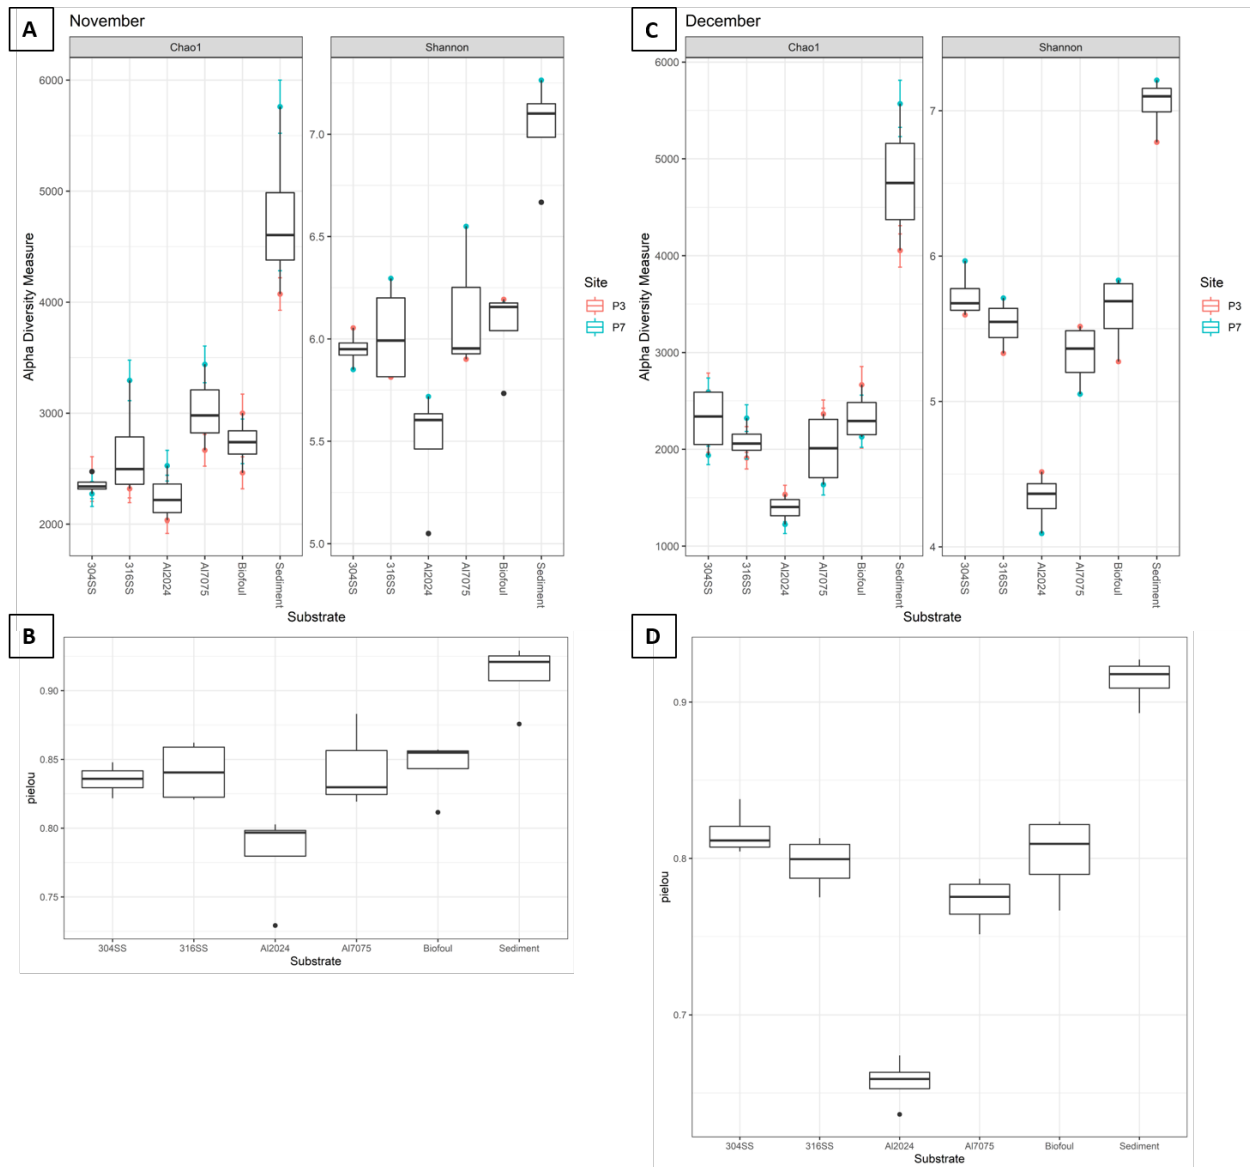 A
November
Chao1
Shannon
Alpha Diversity Measure
6000
5000
4000
3000
2000
7.0
6.5
6.0
5.5
5.0
304SS
316SS
Al2024
Al7075
Biofoul
Sediment
304SS
316SS
Al2024
Al7075
Biofoul
Sediment
Substrate
Site
P3
P7
C
December
Chao1
Shannon
Alpha Diversity Measure
6000
5000
4000
3000
2000
1000
7
6
5
4
304SS
316SS
Al2024
Al7075
Biofoul
Sediment
304SS
316SS
Al2024
Al7075
Biofoul
Sediment
Substrate
Site
P3
P7
B
pielou
0.90
0.85
0.80
0.75
304SS
316SS
Al2024
Al7075
Biofoul
Sediment
Substrate
D
pielou
0.9
0.8
0.7
304SS
316SS
Al2024
Al7075
Biofoul
Sediment
Substrate